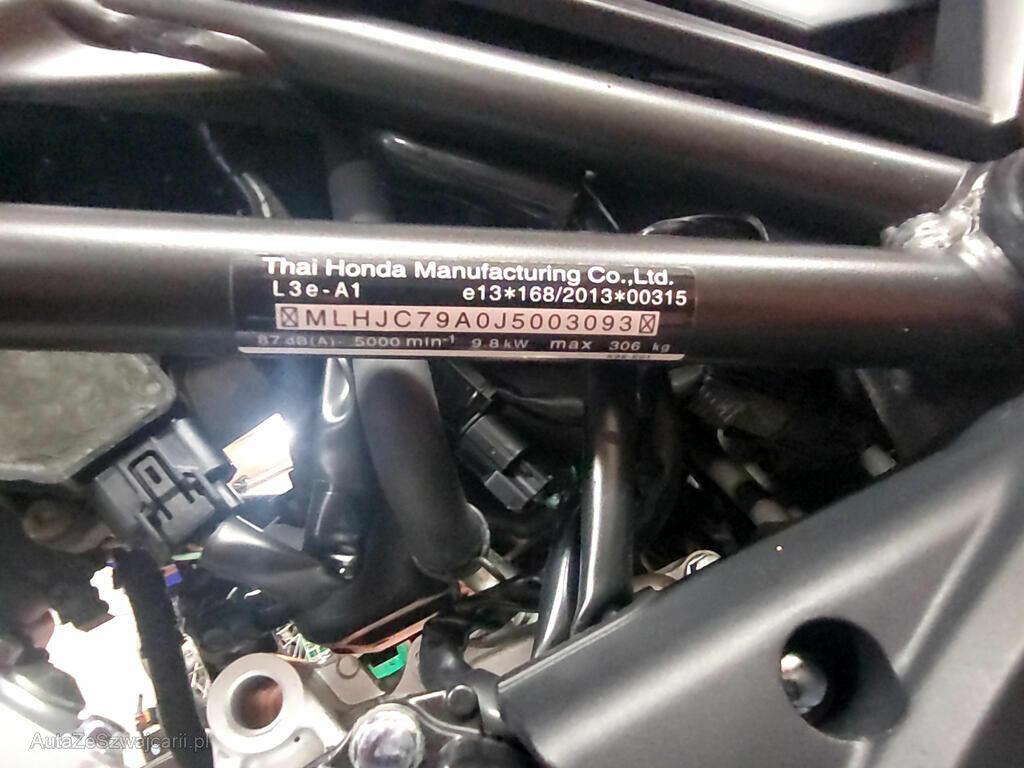 Thai Honda Manufacturing Co.,Ltd.
L3e-A1 e13*168/2013*00315
MLHJC79A0J5003093
87 dB(A) - 5000 min⁻¹ 9.8 kW max 306 kg
AutaZeSzwajcarii.pl